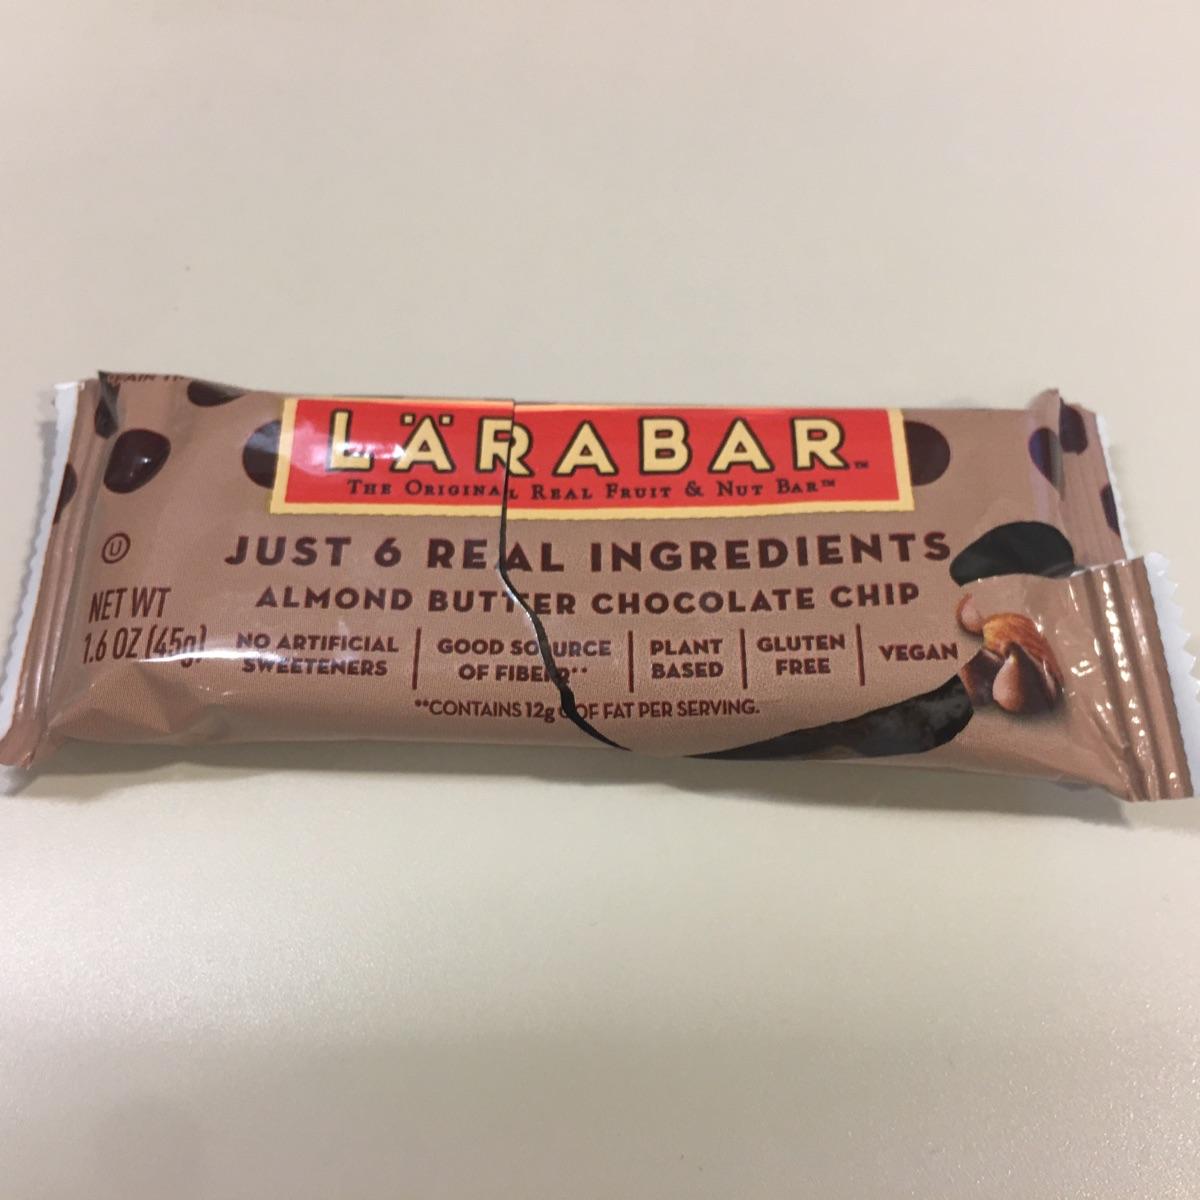 LÄRABAR™
THE ORIGINAL REAL FRUIT & NUT BAR™
JUST 6 REAL INGREDIENTS
ALMOND BUTTER CHOCOLATE CHIP
U
NET WT
1.6 OZ (45g)
NO ARTIFICIAL
SWEETENERS
GOOD SOURCE
OF FIBER**
PLANT
BASED
GLUTEN
FREE
VEGAN
**CONTAINS 12g OF FAT PER SERVING.